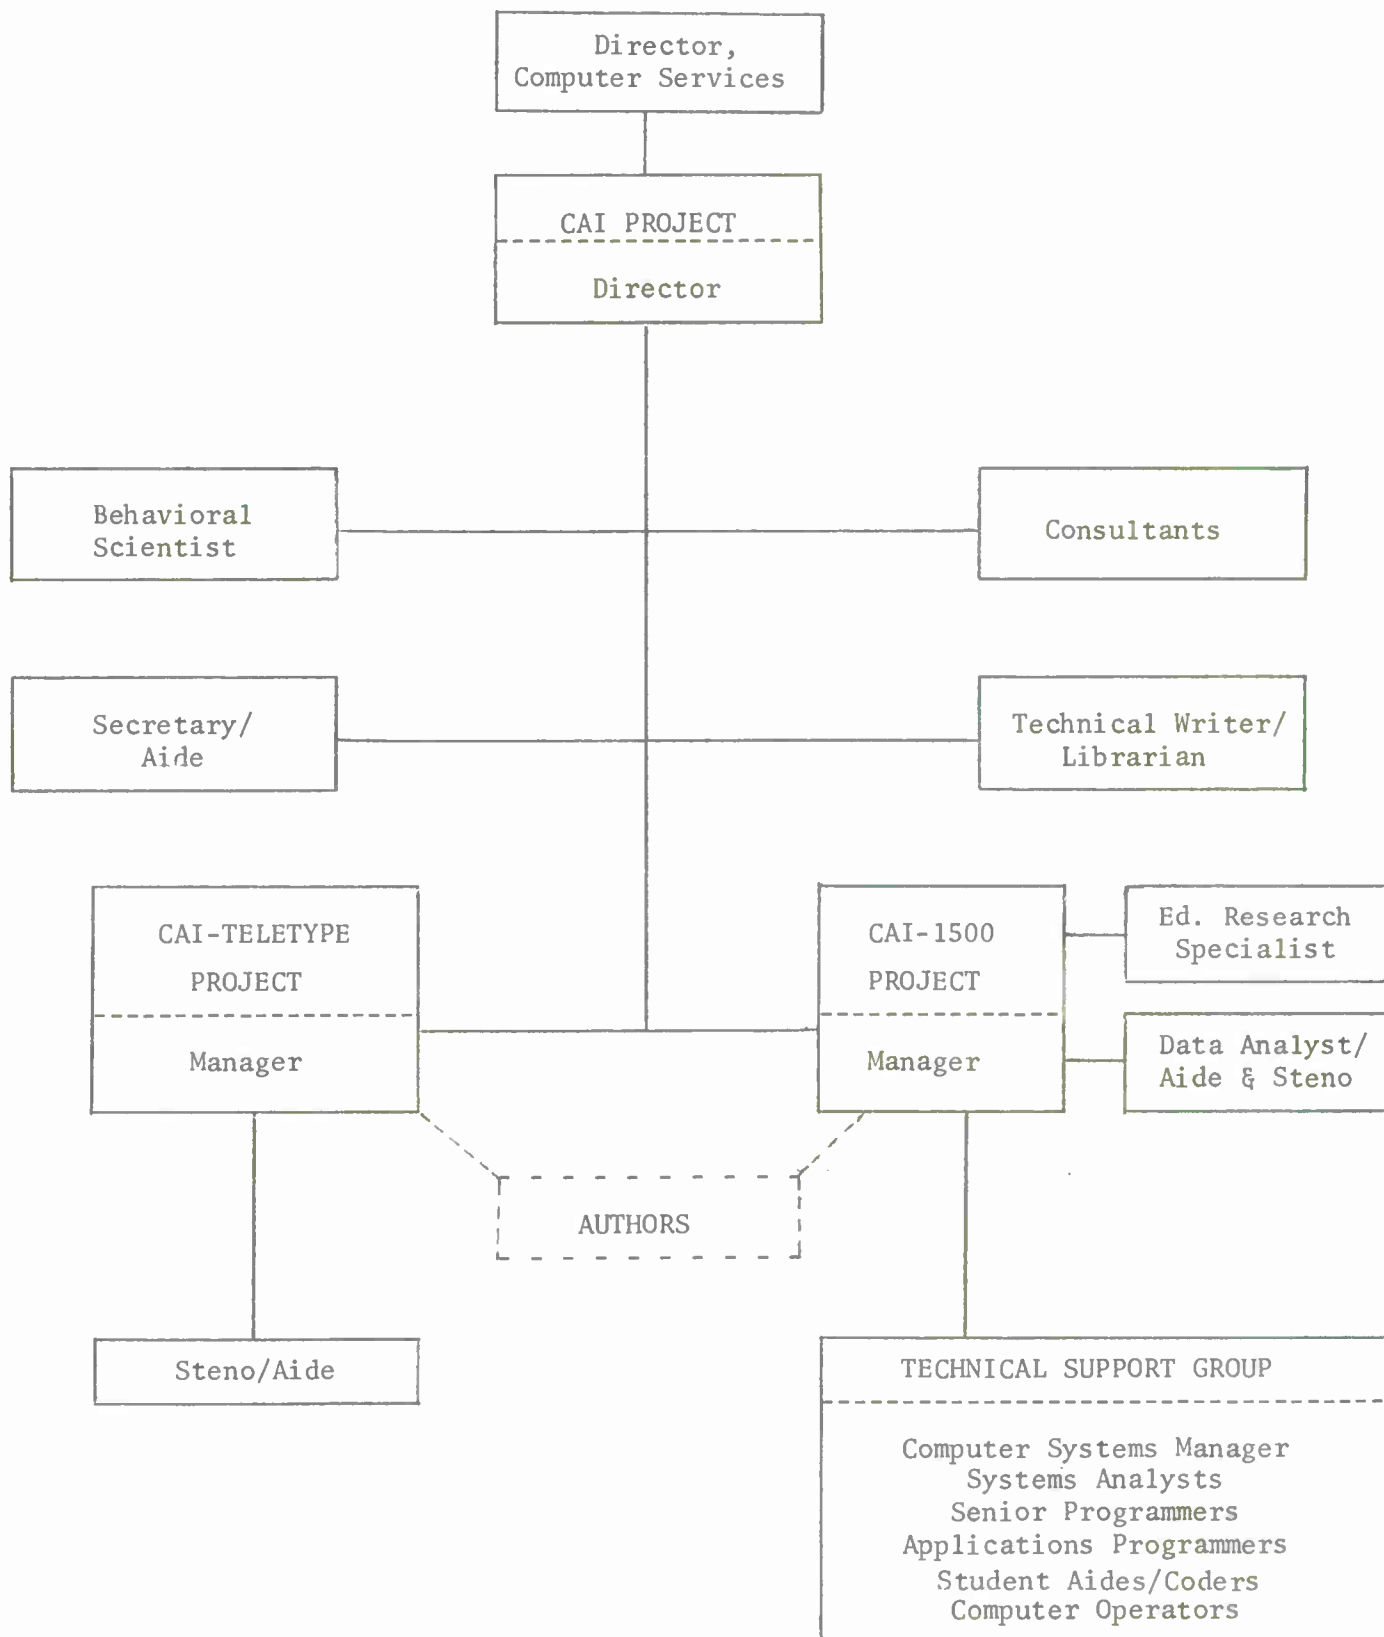 Director,
Computer Services
CAI PROJECT
Director
Behavioral
Scientist
Consultants
Secretary/
Aide
Technical Writer/
Librarian
CAI-TELETYPE
PROJECT
Manager
CAI-1500
PROJECT
Manager
Ed. Research
Specialist
Data Analyst/
Aide & Steno
AUTHORS
Steno/Aide
TECHNICAL SUPPORT GROUP
Computer Systems Manager
Systems Analysts
Senior Programmers
Applications Programmers
Student Aides/Coders
Computer Operators